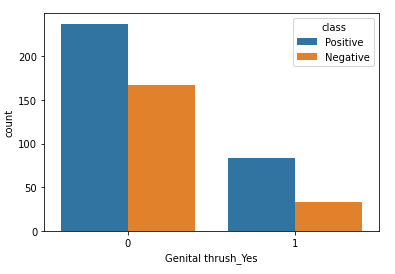 class
Positive
Negative
200
150
100
50
0
count
0
1
Genital thrush_Yes